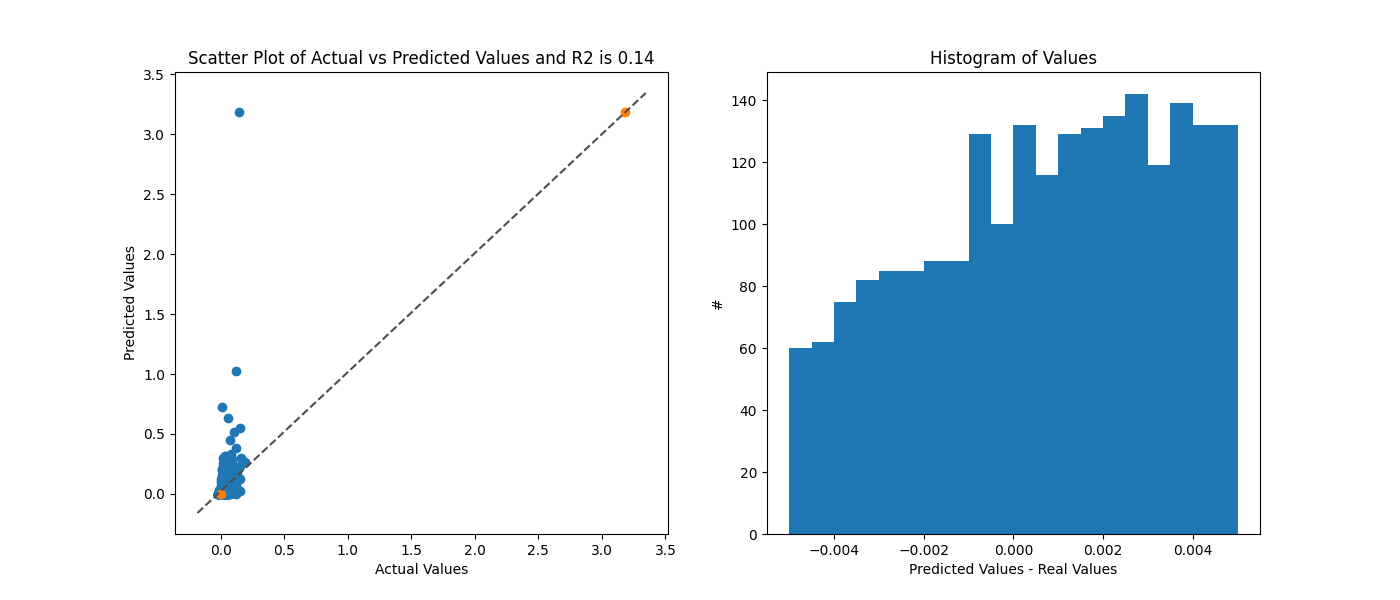 Scatter Plot of Actual vs Predicted Values and R2 is 0.14
3.5
3.0
2.5
2.0
1.5
1.0
0.5
0.0
Predicted Values
0.0 0.5 1.0 1.5 2.0 2.5 3.0 3.5
Actual Values
Histogram of Values
140
120
100
80
60
40
20
0
#
−0.004 −0.002 0.000 0.002 0.004
Predicted Values - Real Values